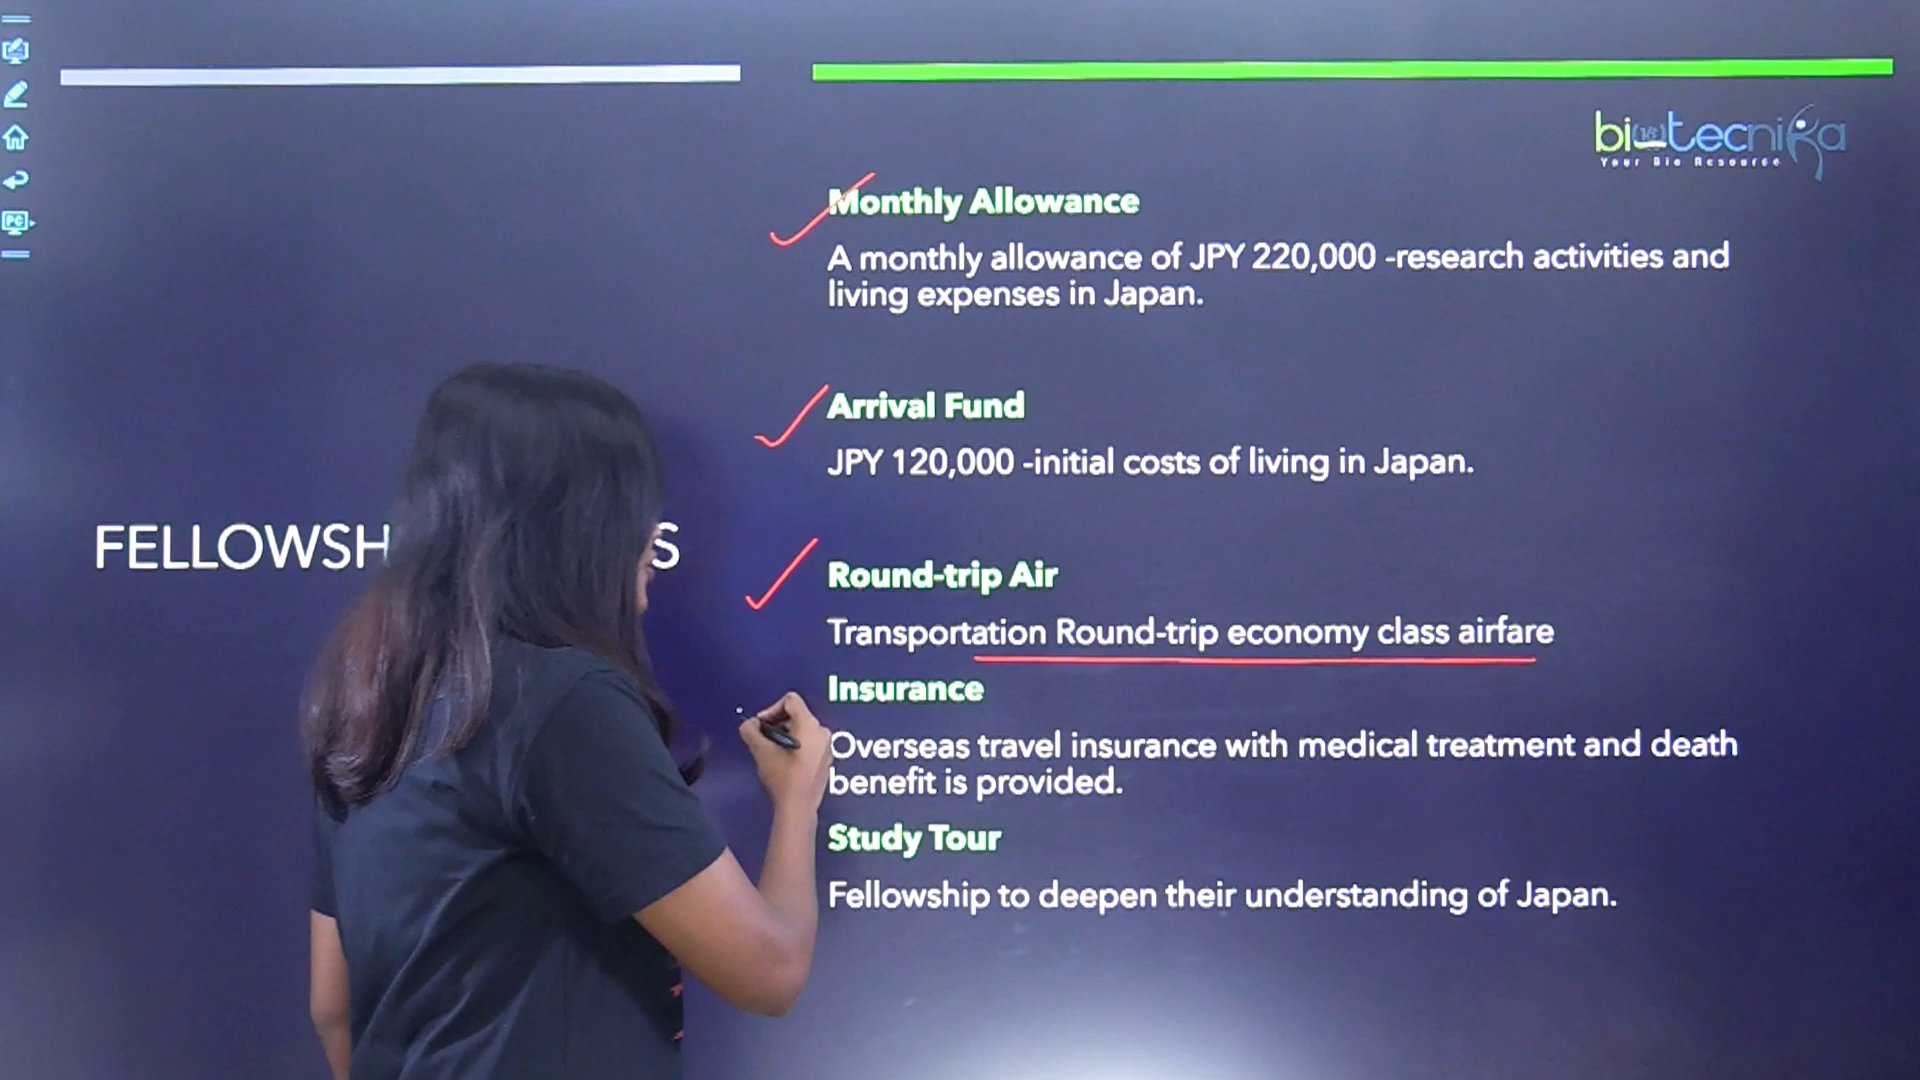 PC
biotecnika
Your Bio Resource
Monthly Allowance
A monthly allowance of JPY 220,000 -research activities and
living expenses in Japan.
Arrival Fund
JPY 120,000 -initial costs of living in Japan.
FELLOWSH S
Round-trip Air
Transportation Round-trip economy class airfare
Insurance
Overseas travel insurance with medical treatment and death
benefit is provided.
Study Tour
Fellowship to deepen their understanding of Japan.